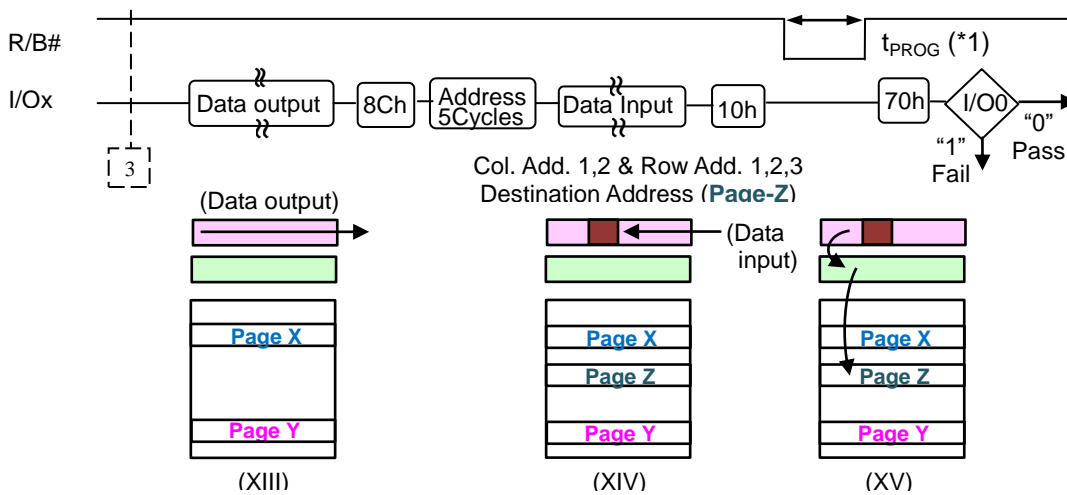 R/B#
tPROG (*1)
I/Ox
Data output
8Ch
Address
5Cycles
Data Input
10h
70h
I/O0
“0”
Pass
“1”
Fail
3
Col. Add. 1,2 & Row Add. 1,2,3
Destination Address (Page-Z)
(Data output)
(Data
input)
Page X
Page Y
(XIII)
Page X
Page Z
Page Y
(XIV)
Page X
Page Z
Page Y
(XV)